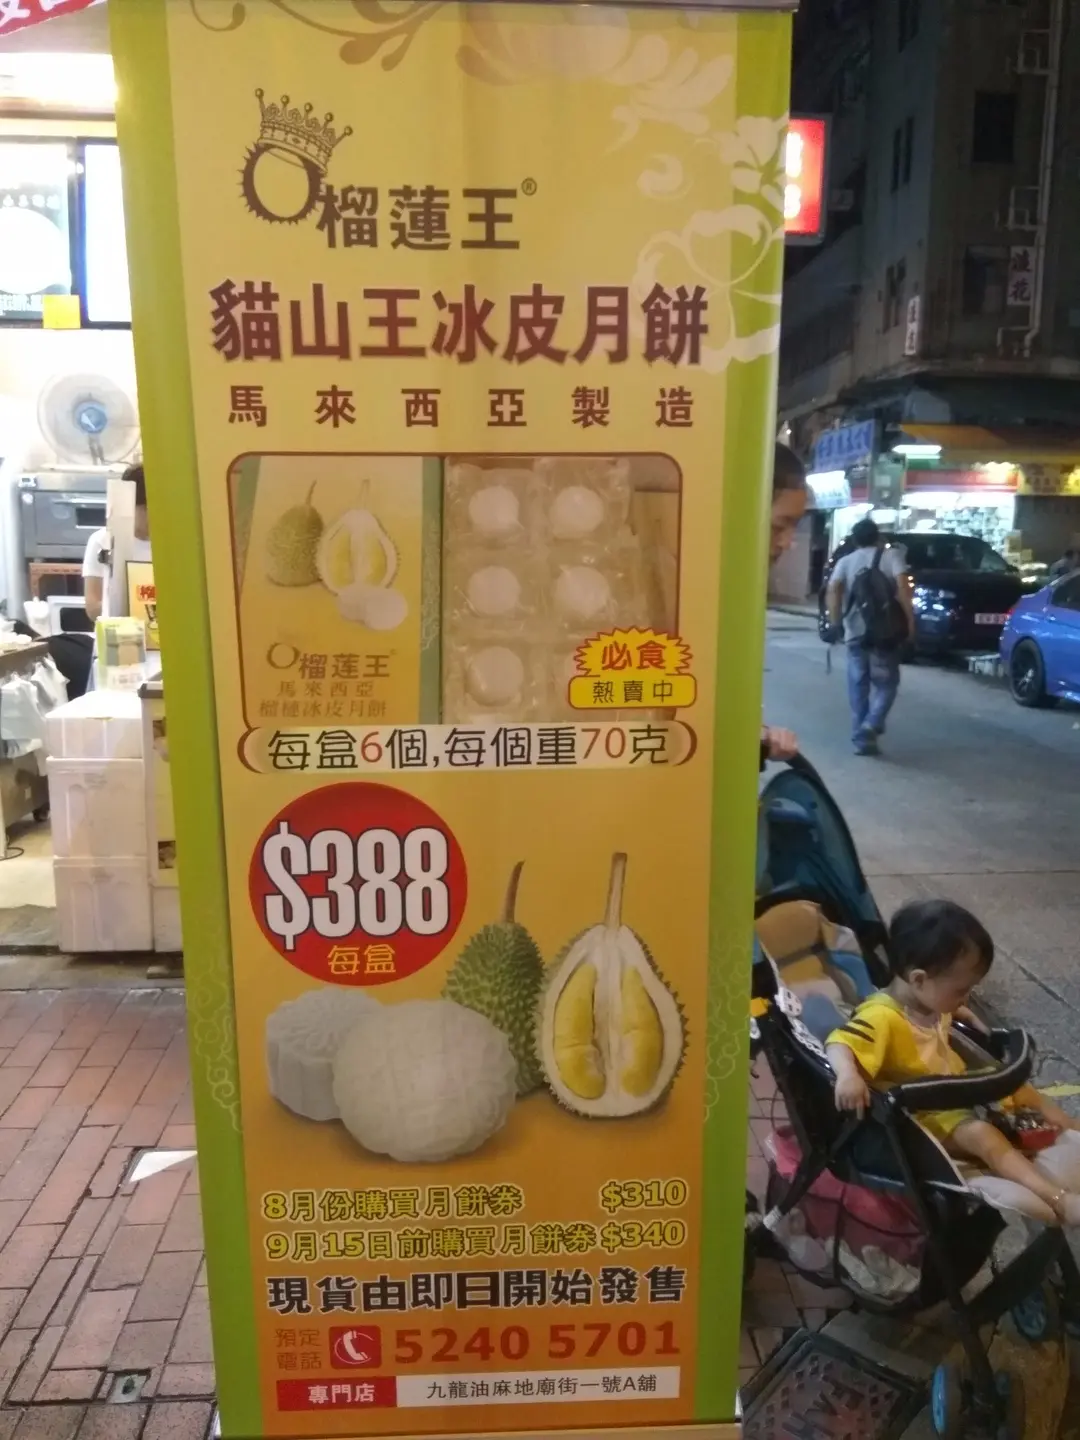 榴蓮王®
貓山王冰皮月餅
馬來西亞製造
榴蓮王
馬來西亞
榴槤冰皮月餅
必食
熱賣中
每盒6個,每個重70克
$388
每盒
8月份購買月餅券 $310
9月15日前購買月餅券 $340
現貨由即日開始發售
預定電話 5240 5701
專門店 九龍油麻地廟街一號A舖